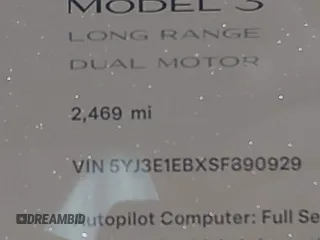 MODEL 3
LONG RANGE
DUAL MOTOR
2,469 mi
VIN 5YJ3E1EBXSF890929
Autopilot Computer: Full Se
DREAMBID